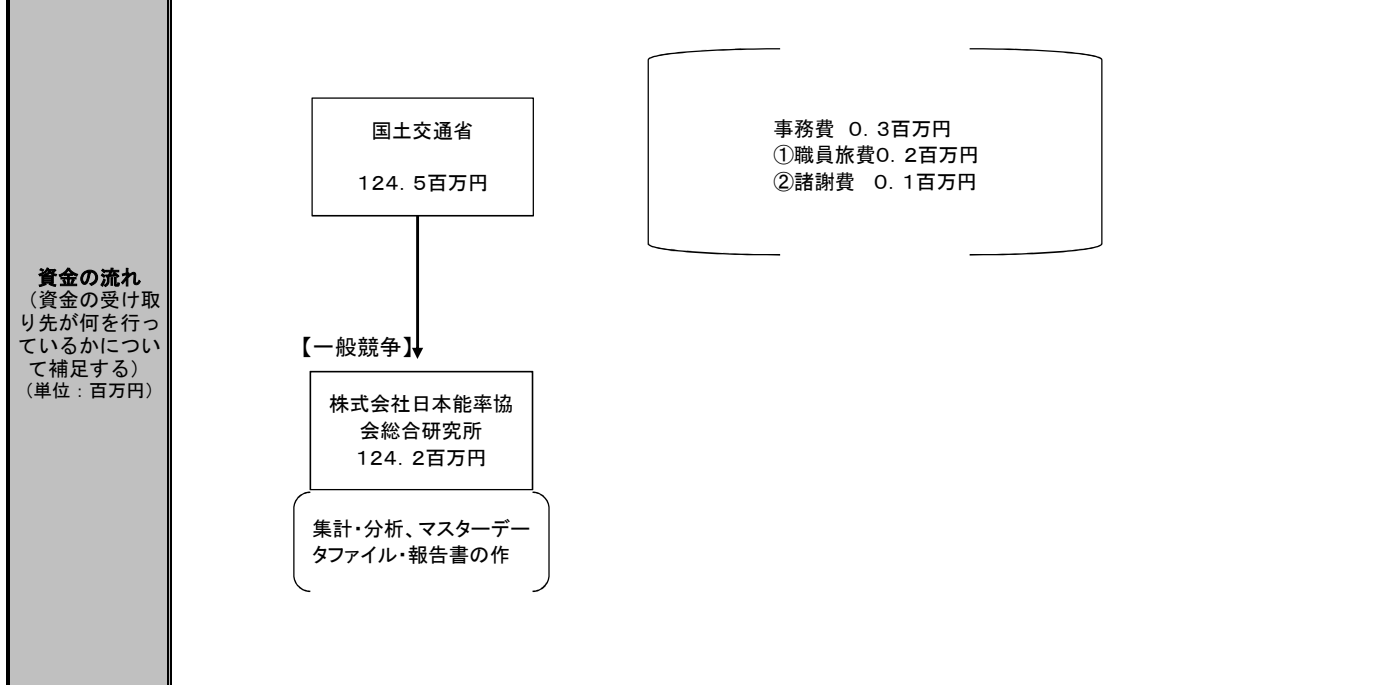 資金の流れ
（資金の受け取
り先が何を行っ
ているかについ
て補足する）
（単位：百万円）
国土交通省
124．5百万円
事務費　0．3百万円
①職員旅費0．2百万円
②諸謝費　0．1百万円
【一般競争】
株式会社日本能率協
会総合研究所
124．2百万円
集計・分析、マスターデー
タファイル・報告書の作